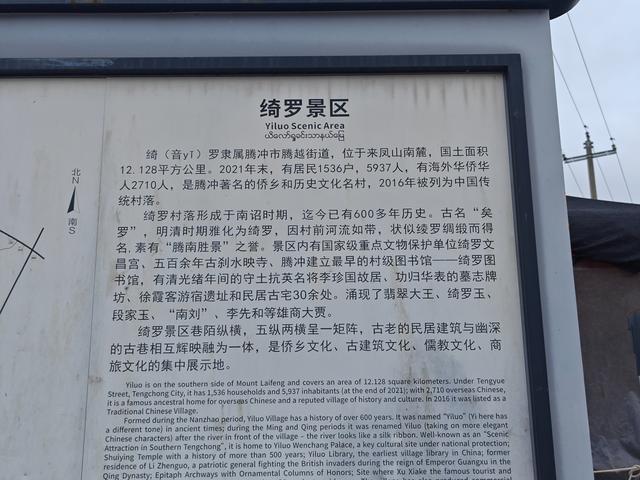 绮罗景区
Yiluo Scenic Area
北
N
南
S
绮（音yǐ）罗隶属腾冲市腾越街道，位于来凤山南麓，国土面积
12.128平方公里。2021年末，有居民1536户，5937人，有海外华侨华
人2710人，是腾冲著名的侨乡和历史文化名村，2016年被列为中国传
统村落。
绮罗村落形成于南诏时期，迄今已有600多年历史。古名“矣
罗”，明清时期雅化为绮罗，因村前河流如带，状似绫罗绸缎而得
名，素有“腾南胜景”之誉。景区内有国家级重点文物保护单位绮罗文
昌宫、五百余年古刹水映寺、腾冲建立最早的村级图书馆——绮罗图
书馆，有清光绪年间的守土抗英名将李珍国故居、功归华表的墓志牌
坊、徐霞客游宿遗址和民居古宅30余处。涌现了翡翠大王、绮罗玉、
段家玉、“南刘”、李先和等雄商大贾。
绮罗景区巷陌纵横，五纵两横呈一矩阵，古老的民居建筑与幽深
的古巷相互辉映融为一体，是侨乡文化、古建筑文化、儒教文化、商
旅文化的集中展示地。
Yiluo is on the southern side of Mount Laifeng and covers an area of 12.128 square kilometers. Under Tengyue
Street, Tengchong City, it has 1,536 households and 5,937 inhabitants (at the end of 2021); with 2,710 overseas Chinese,
it is a famous ancestral home for overseas Chinese and a reputed village of history and culture. In 2016 it was listed as a
Traditional Chinese Village.
Formed during the Nanzhao period, Yiluo Village has a history of over 600 years. It was named "Yiluo" (Yi here has
a different tone) in ancient times; during the Ming and Qing periods it was renamed Yiluo (taking on more elegant
Chinese characters) after the river in front of the village - the river looks like a silk ribbon. Well-known as an "Scenic
Attraction in Southern Tengchong", it is home to Yiluo Wenchang Palace, a key cultural site under national protection;
Shuiying Temple with a history of more than 500 years; Yiluo Library, the earliest village library in China; former
residence of Li Zhenguo, a patriotic general fighting the British invaders during the reign of Emperor Guangxu in the
Qing Dynasty; Epitaph Archways with Ornamental Columns of Honors; Site where Xu Xiake the famous tourist and